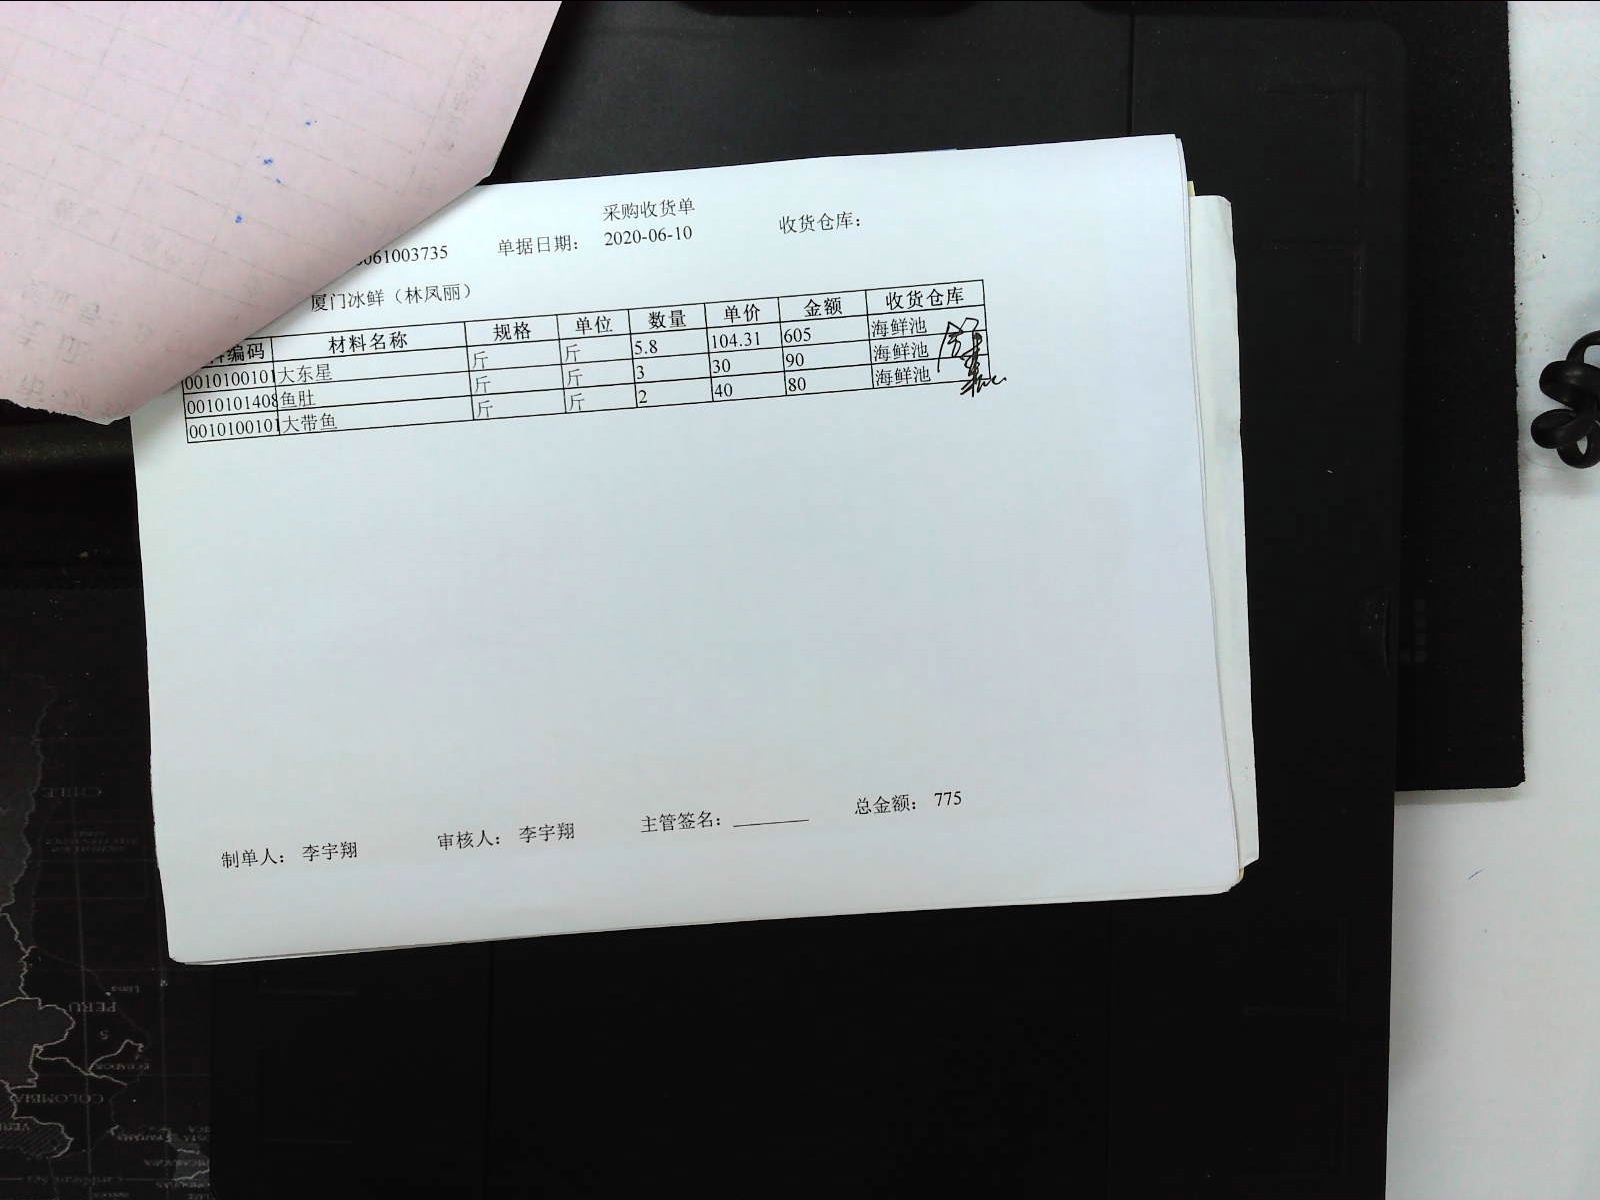 采购收货单
061003735 单据日期： 2020-06-10 收货仓库：
厦门冰鲜（林凤丽）
编码 材料名称 规格 单位 数量 单价 金额 收货仓库
0010100101 大东星 斤 斤 5.8 104.31 605 海鲜池
0010101408 鱼肚 斤 斤 3 30 90 海鲜池
0010100101 大带鱼 斤 斤 2 40 80 海鲜池
制单人： 李宇翔 审核人： 李宇翔 主管签名： 总金额： 775
CHILE
PERU
COLOMBIA